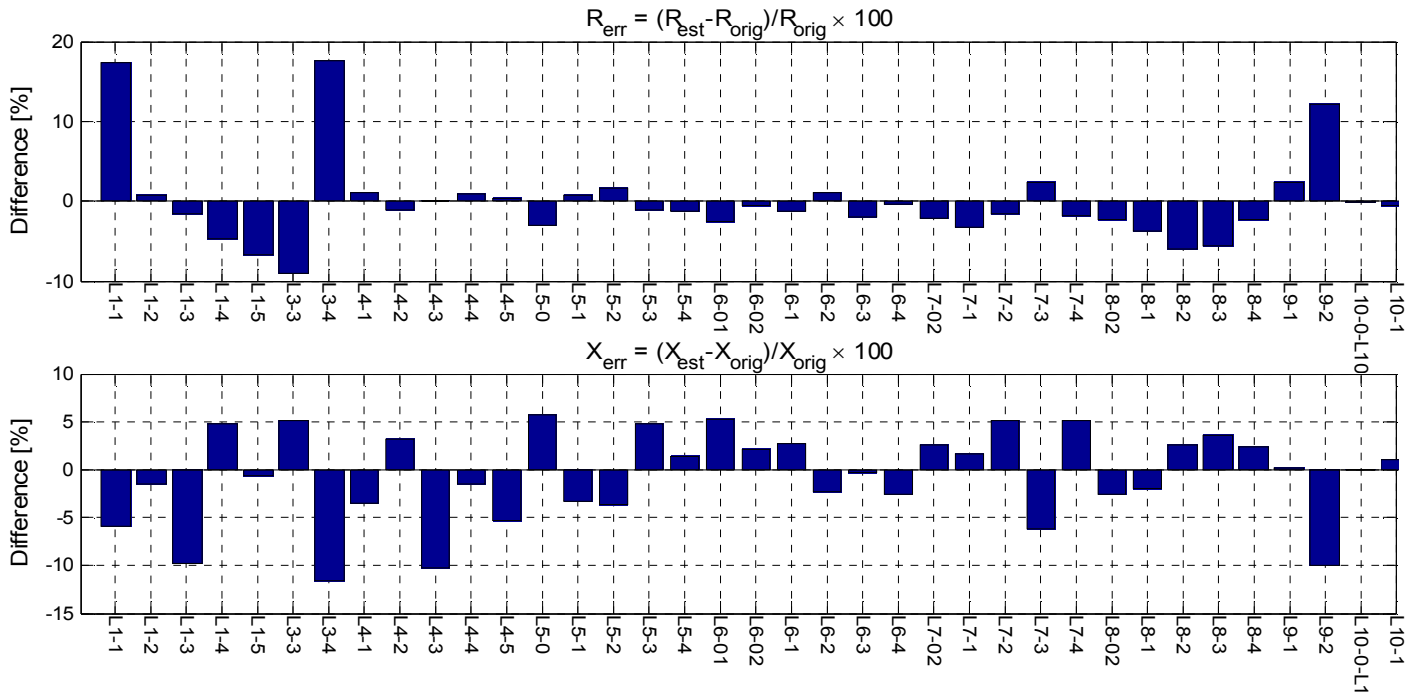 R_err = (R_est-R_orig)/R_orig × 100
20
10
0
-10
Difference [%]
L1-1 L1-2 L1-3 L1-4 L1-5 L3-3 L3-4 L4-1 L4-2 L4-3 L4-4 L4-5 L5-0 L5-1 L5-2 L5-3 L5-4 L6-01 L6-02 L6-1 L6-2 L6-3 L6-4 L7-02 L7-1 L7-2 L7-3 L7-4 L8-02 L8-1 L8-2 L8-3 L8-4 L9-1 L9-2 L10-0-L10 L10-1
X_err = (X_est-X_orig)/X_orig × 100
10
5
0
-5
-10
-15
Difference [%]
L1-1 L1-2 L1-3 L1-4 L1-5 L3-3 L3-4 L4-1 L4-2 L4-3 L4-4 L4-5 L5-0 L5-1 L5-2 L5-3 L5-4 L6-01 L6-02 L6-1 L6-2 L6-3 L6-4 L7-02 L7-1 L7-2 L7-3 L7-4 L8-02 L8-1 L8-2 L8-3 L8-4 L9-1 L9-2 L10-0-L1 L10-1